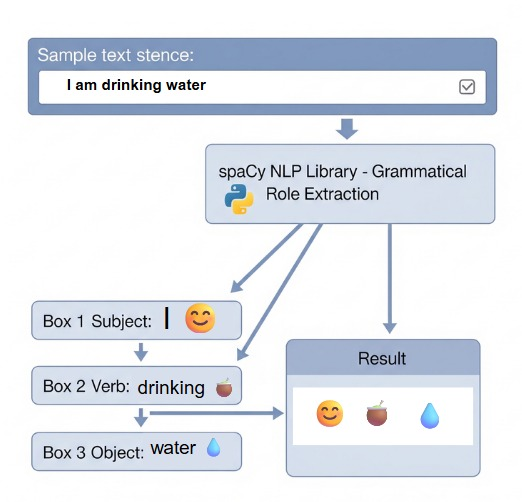 Sample text stence:
I am drinking water
spaCy NLP Library - Grammatical
Role Extraction
Box 1 Subject: I
Box 2 Verb: drinking
Box 3 Object: water
Result